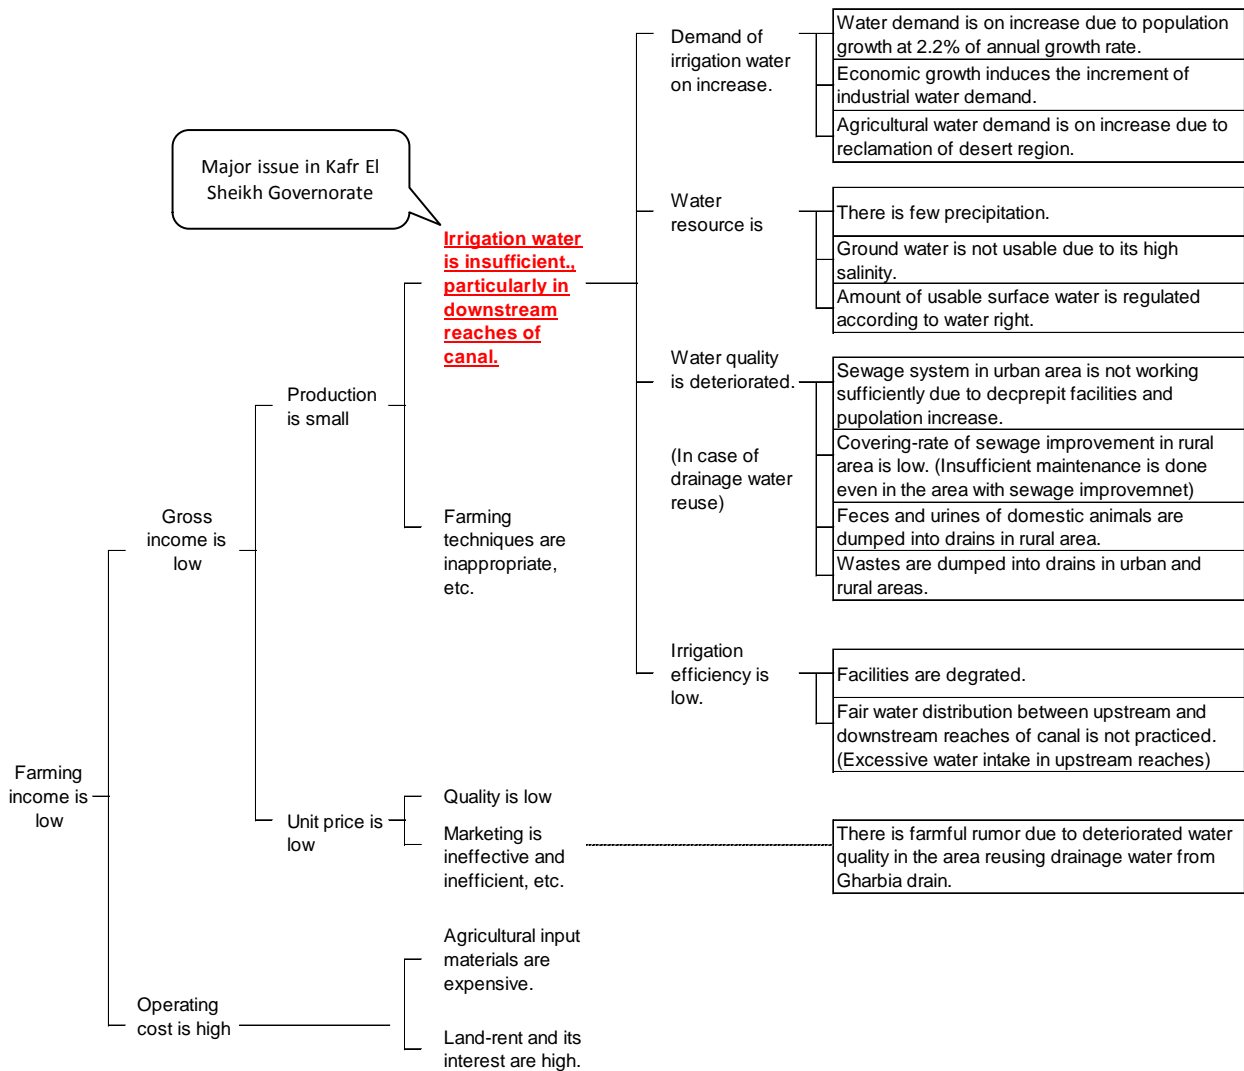 Major issue in Kafr El
Sheikh Governorate
Farming
income is
low
Gross
income is
low
Operating
cost is high
Production
is small
Unit price is
low
Irrigation water
is insufficient.,
particularly in
downstream
reaches of
canal.
Farming
techniques are
inappropriate,
etc.
Quality is low
Marketing is
ineffective and
inefficient, etc.
Agricultural input
materials are
expensive.
Land-rent and its
interest are high.
Demand of
irrigation water
on increase.
Water
resource is
Water quality
is deteriorated.
(In case of
drainage water
reuse)
Irrigation
efficiency is
low.
Water demand is on increase due to population
growth at 2.2% of annual growth rate.
Economic growth induces the increment of
industrial water demand.
Agricultural water demand is on increase due to
reclamation of desert region.
There is few precipitation.
Ground water is not usable due to its high
salinity.
Amount of usable surface water is regulated
according to water right.
Sewage system in urban area is not working
sufficiently due to decprepit facilities and
pupolation increase.
Covering-rate of sewage improvement in rural
area is low. (Insufficient maintenance is done
even in the area with sewage improvemnet)
Feces and urines of domestic animals are
dumped into drains in rural area.
Wastes are dumped into drains in urban and
rural areas.
Facilities are degrated.
Fair water distribution between upstream and
downstream reaches of canal is not practiced.
(Excessive water intake in upstream reaches)
There is farmful rumor due to deteriorated water
quality in the area reusing drainage water from
Gharbia drain.